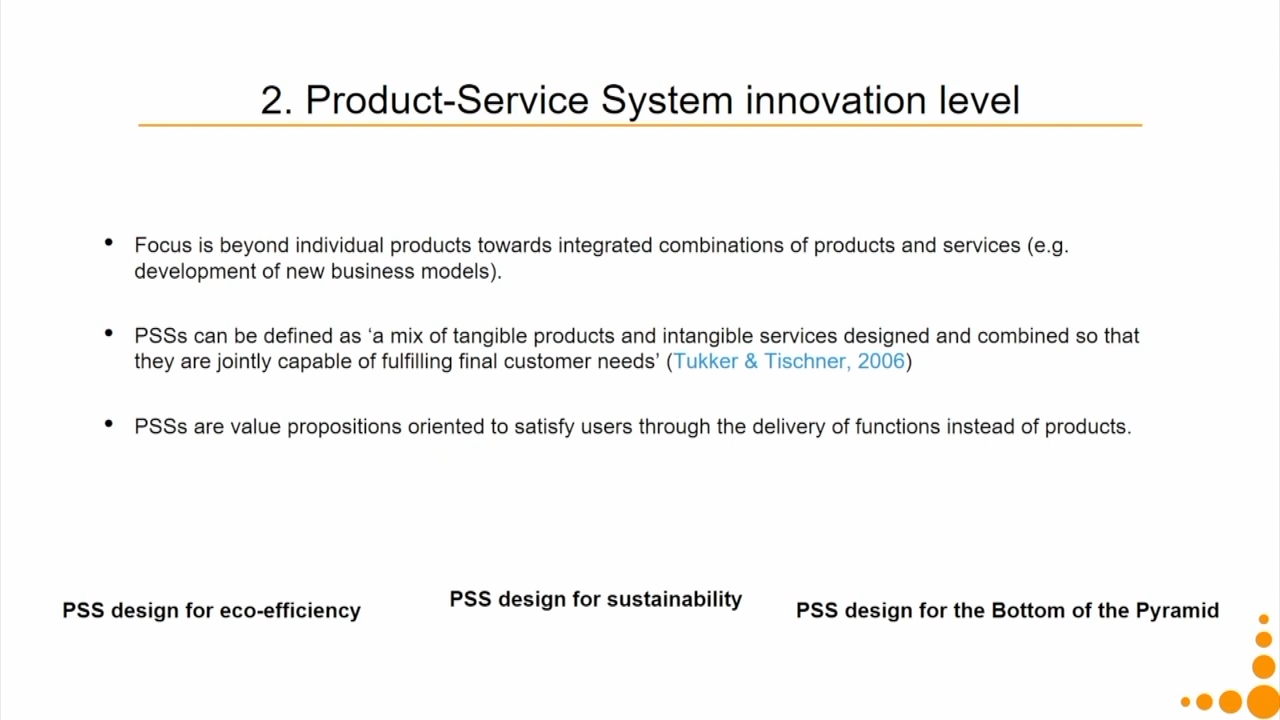 2. Product-Service System innovation level
• Focus is beyond individual products towards integrated combinations of products and services (e.g.
development of new business models).
• PSSs can be defined as ‘a mix of tangible products and intangible services designed and combined so that
they are jointly capable of fulfilling final customer needs’ (Tukker & Tischner, 2006)
• PSSs are value propositions oriented to satisfy users through the delivery of functions instead of products.
PSS design for eco-efficiency
PSS design for sustainability
PSS design for the Bottom of the Pyramid